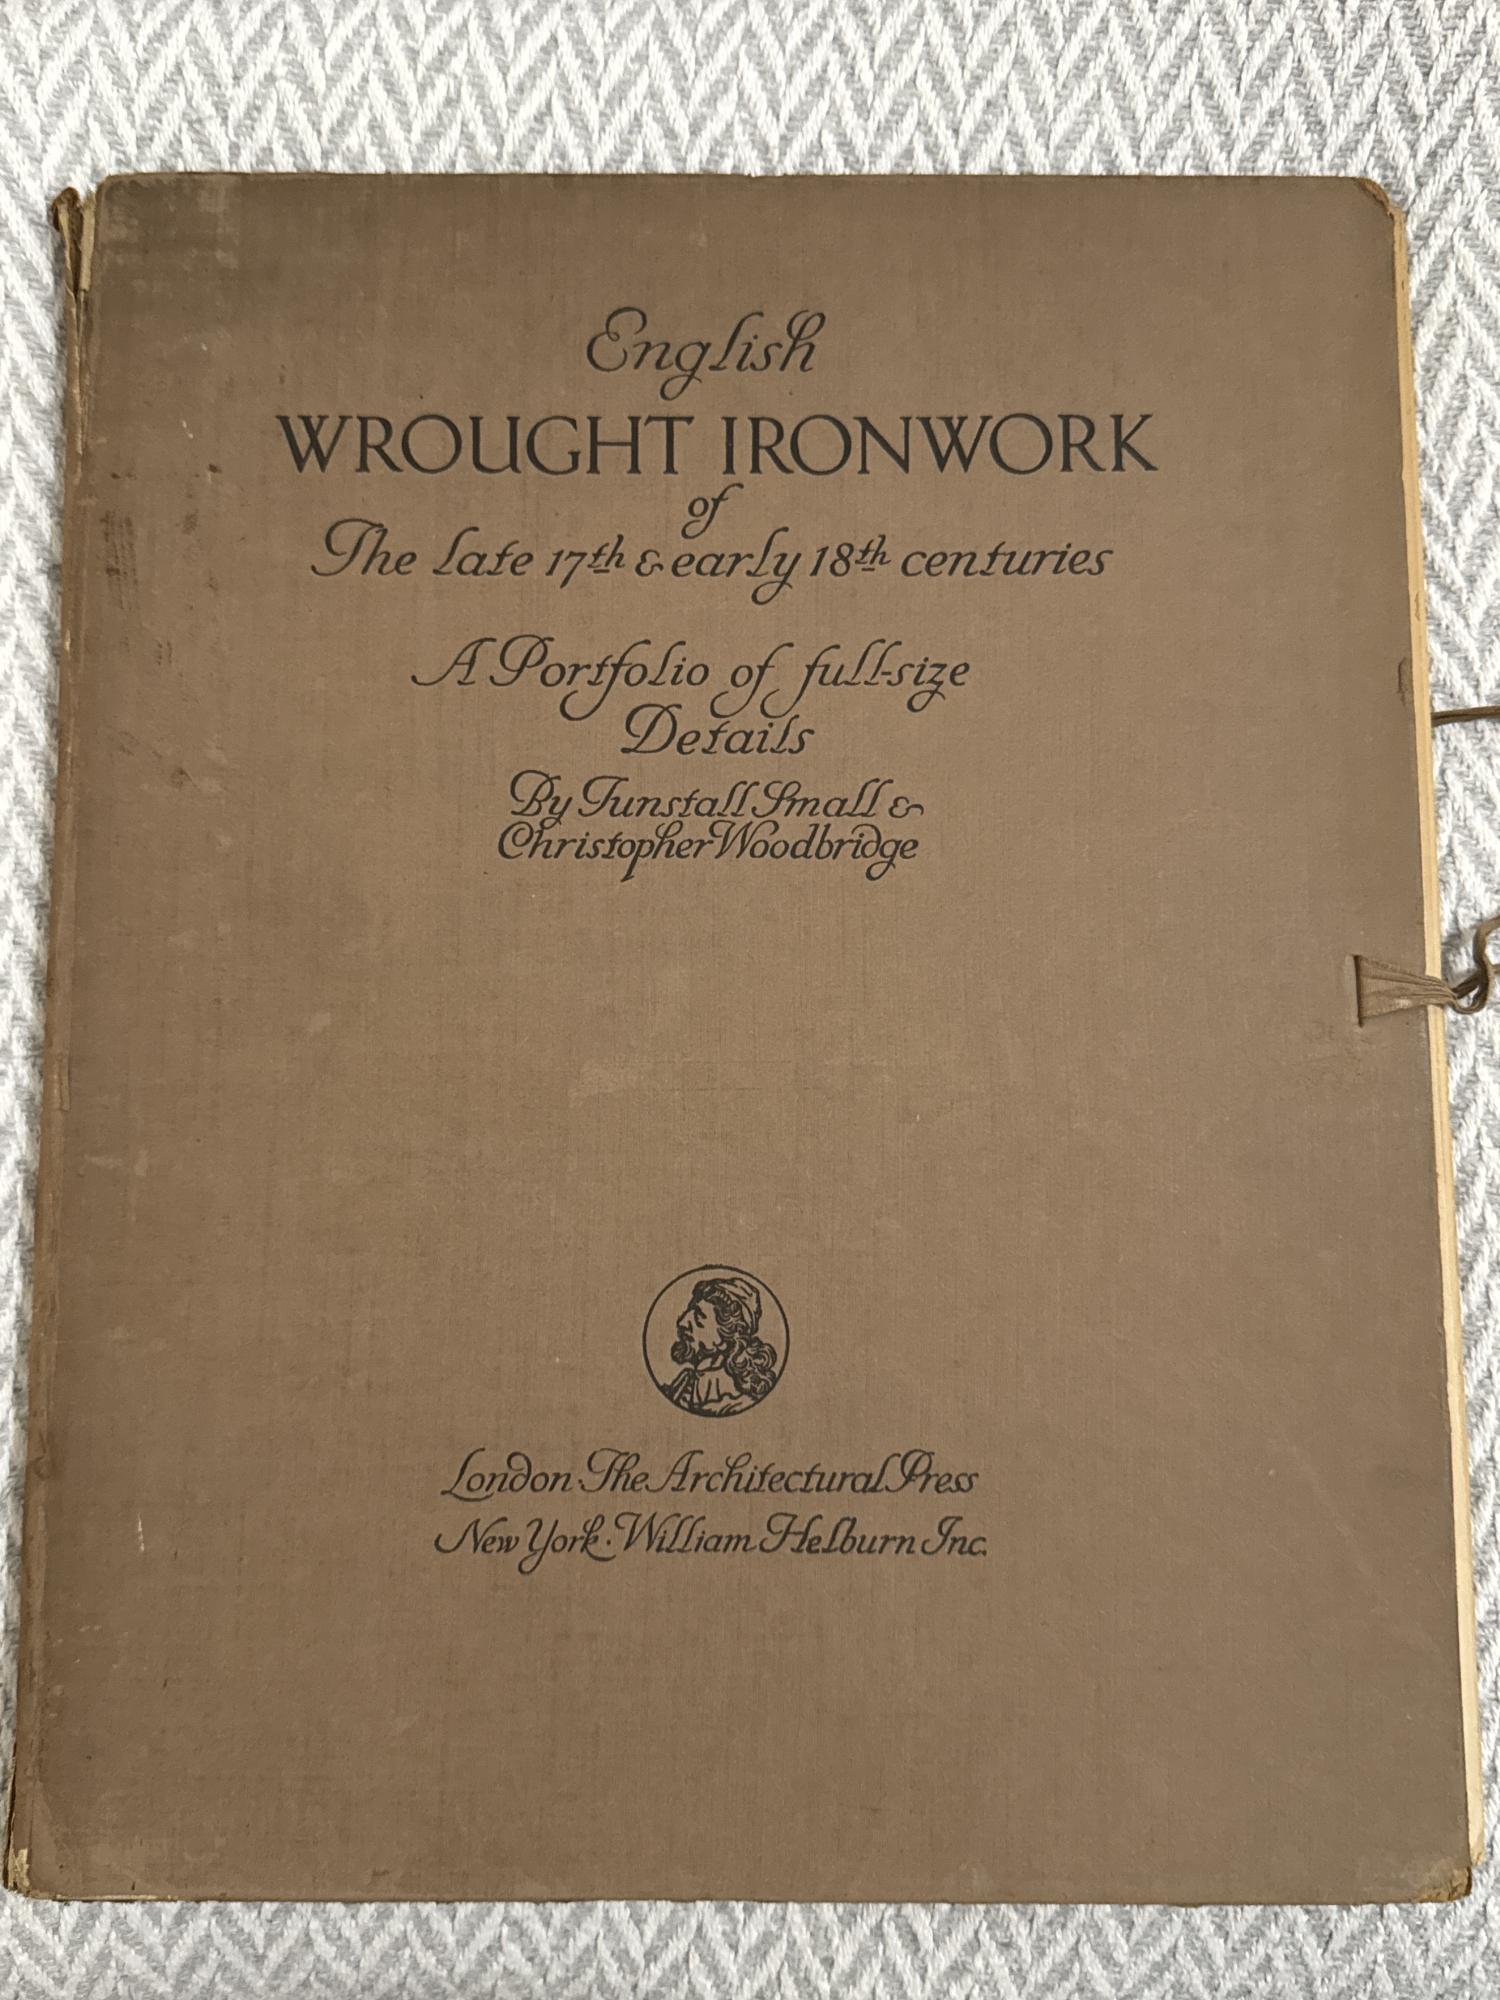 English
WROUGHT IRONWORK
of
The late 17th & early 18th centuries
A Portfolio of full-size
Details
By Tunstall Small &
Christopher Woodbridge
London·The Architectural Press
New York·William Helburn Inc.